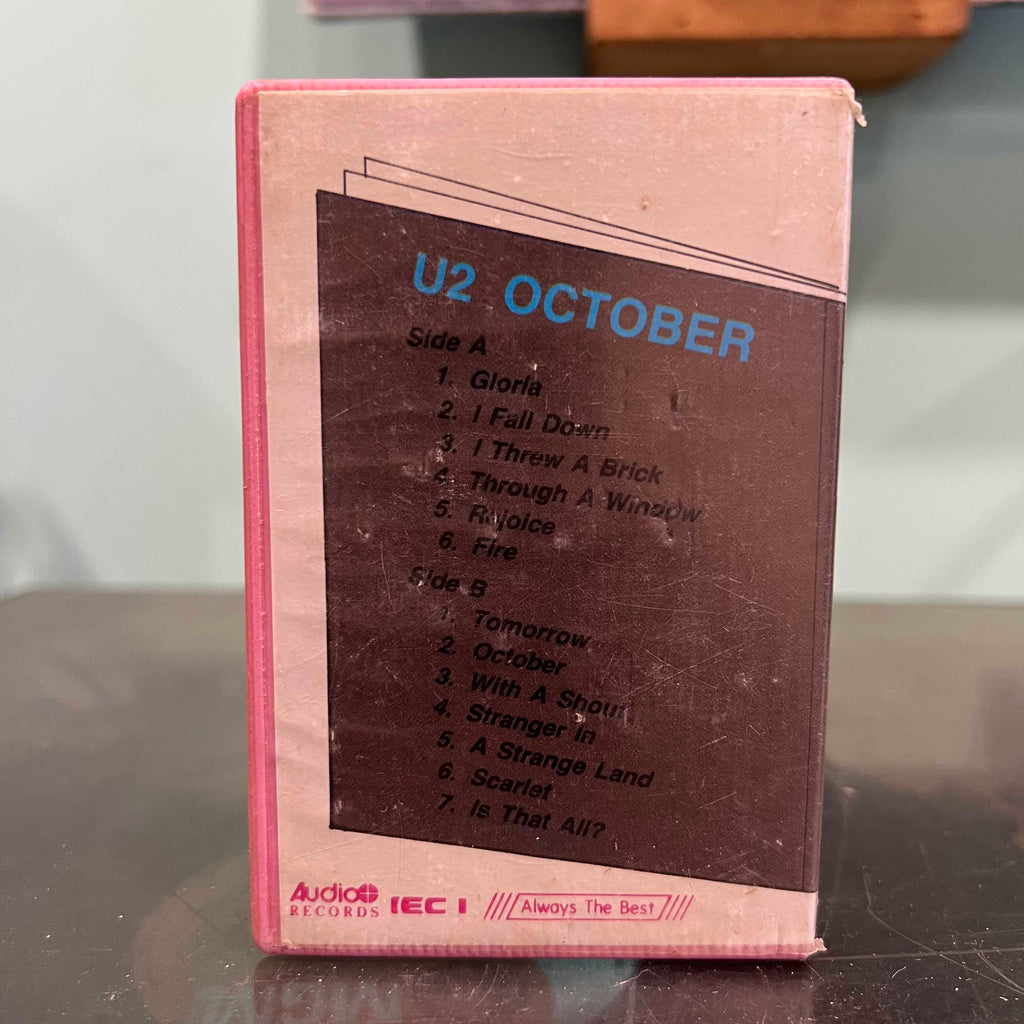 U2 OCTOBER
Side A
1. Gloria
2. I Fall Down
3. I Threw A Brick
4. Through A Window
5. Rejoice
6. Fire
Side B
1. Tomorrow
2. October
3. With A Shout
4. Stranger In
5. A Strange Land
6. Scarlet
7. Is That All?
Audio
RECORDS
IEC I
Always The Best